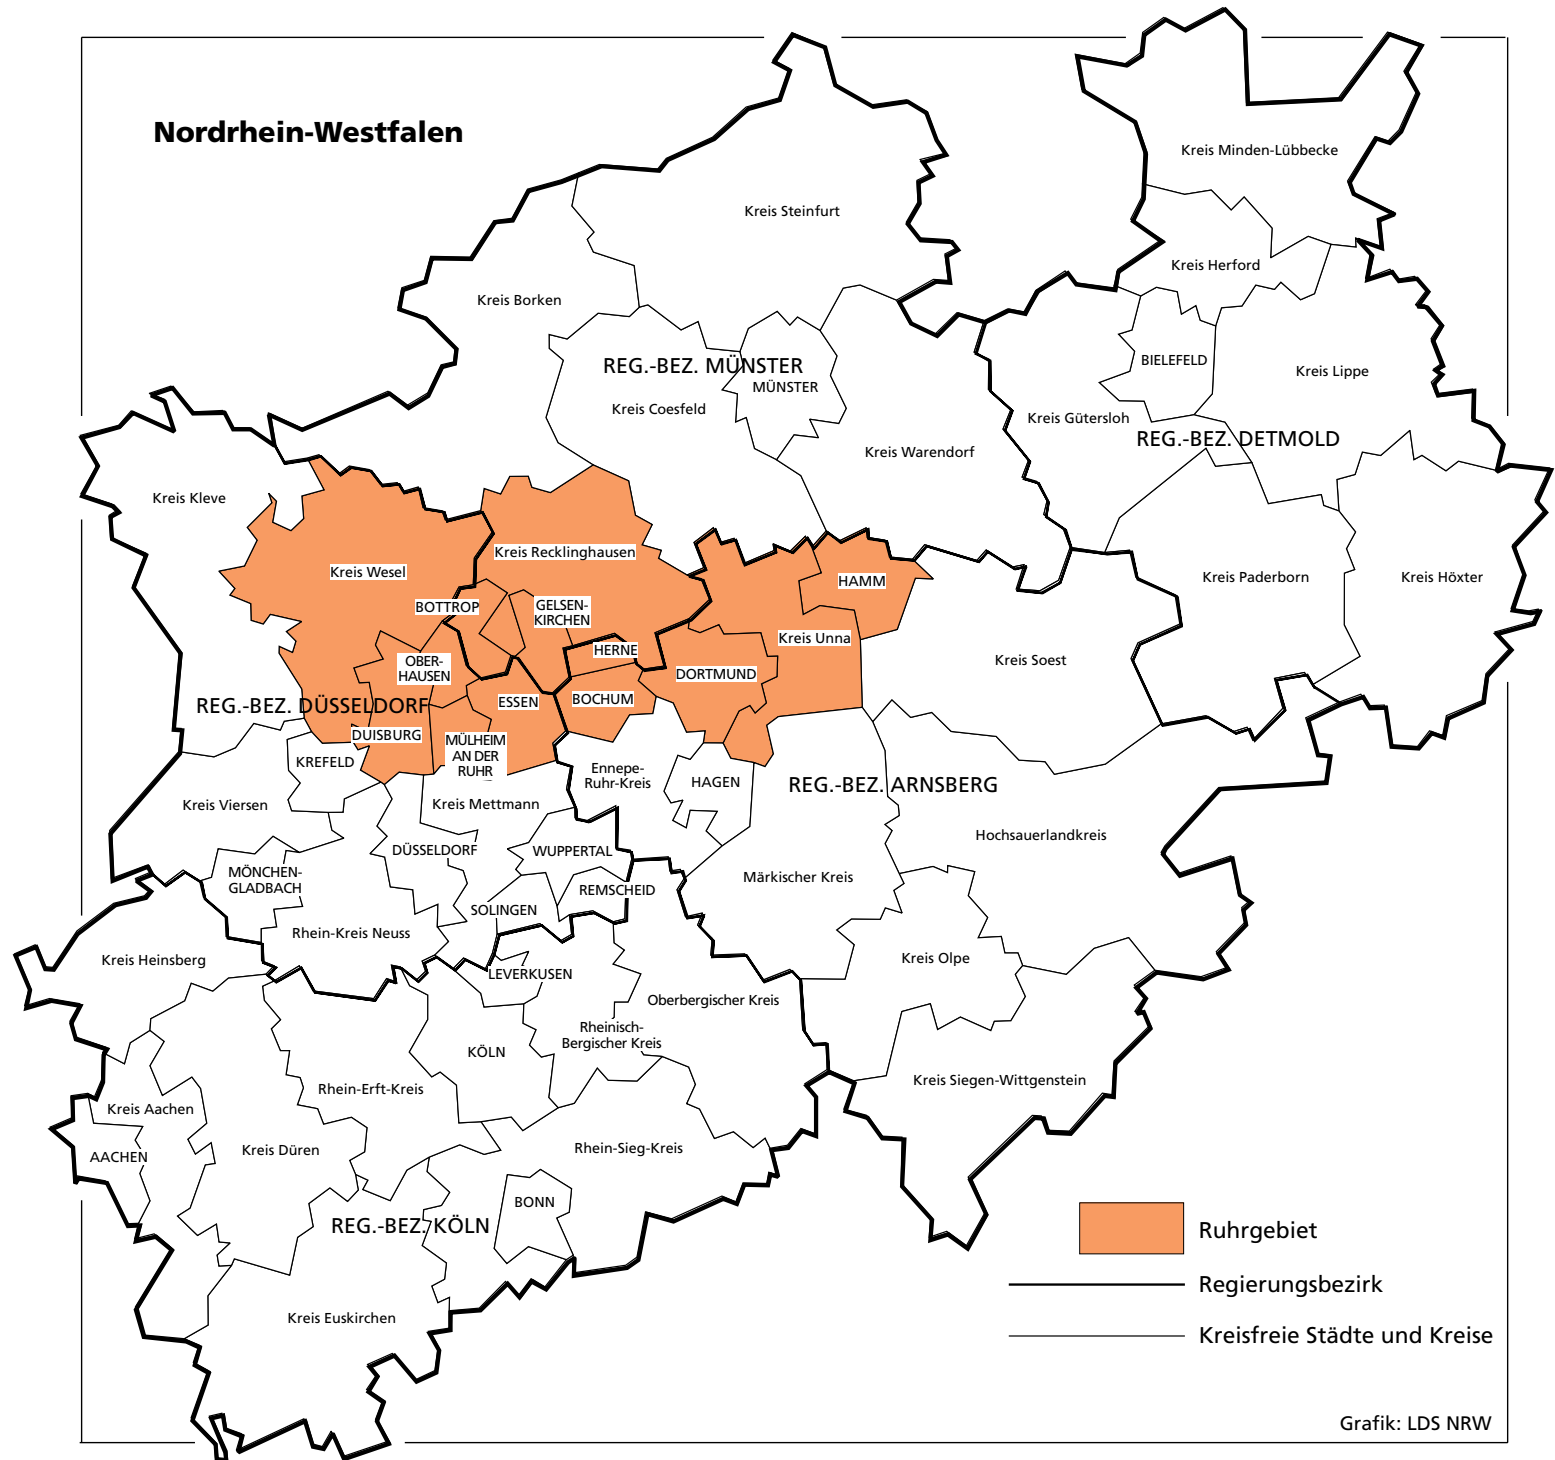 Nordrhein-Westfalen
Kreis Minden-Lübbecke
Kreis Steinfurt
Kreis Herford
Kreis Borken
BIELEFELD
Kreis Lippe
REG.-BEZ. MÜNSTER
MÜNSTER
Kreis Coesfeld
Kreis Gütersloh
REG.-BEZ. DETMOLD
Kreis Warendorf
Kreis Kleve
Kreis Recklinghausen
Kreis Wesel
HAMM
Kreis Paderborn
Kreis Höxter
BOTTROP
GELSEN-
KIRCHEN
Kreis Unna
HERNE
Kreis Soest
OBER-
HAUSEN
DORTMUND
ESSEN
BOCHUM
REG.-BEZ. DÜSSELDORF
DUISBURG
MÜLHEIM
AN DER
RUHR
KREFELD
Ennepe-
Ruhr-Kreis
HAGEN
REG.-BEZ. ARNSBERG
Kreis Viersen
Kreis Mettmann
Hochsauerlandkreis
DÜSSELDORF
WUPPERTAL
MÖNCHEN-
GLADBACH
Märkischer Kreis
REMSCHEID
SOLINGEN
Rhein-Kreis Neuss
Kreis Heinsberg
Kreis Olpe
LEVERKUSEN
Oberbergischer Kreis
Rheinisch-
Bergischer Kreis
KÖLN
Rhein-Erft-Kreis
Kreis Siegen-Wittgenstein
Kreis Aachen
AACHEN
Kreis Düren
Rhein-Sieg-Kreis
BONN
REG.-BEZ. KÖLN
Kreis Euskirchen
Ruhrgebiet
Regierungsbezirk
Kreisfreie Städte und Kreise
Grafik: LDS NRW